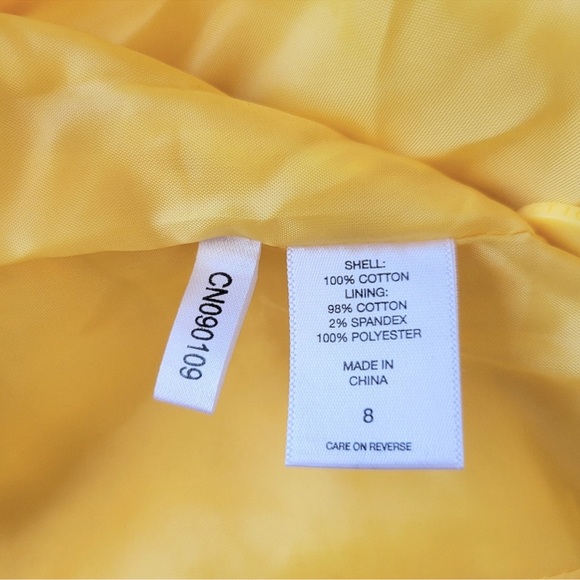 CN090109
SHELL:
100% COTTON
LINING:
98% COTTON
2% SPANDEX
100% POLYESTER
MADE IN
CHINA
8
CARE ON REVERSE